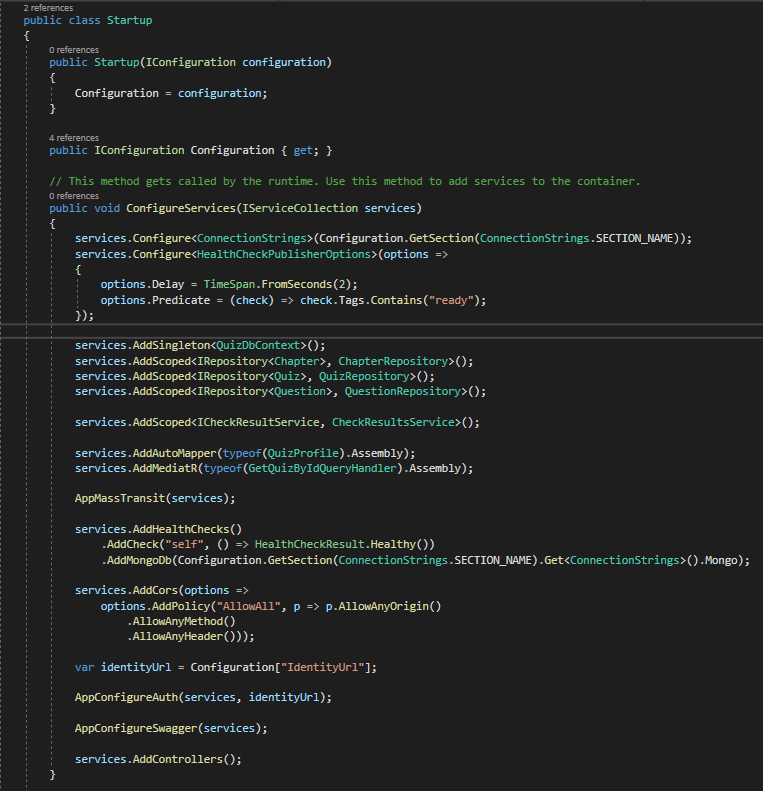 2 references
public class Startup
{
0 references
public Startup(IConfiguration configuration)
{
Configuration = configuration;
}
4 references
public IConfiguration Configuration { get; }
// This method gets called by the runtime. Use this method to add services to the container.
0 references
public void ConfigureServices(IServiceCollection services)
{
services.Configure<ConnectionStrings>(Configuration.GetSection(ConnectionStrings.SECTION_NAME));
services.Configure<HealthCheckPublisherOptions>(options =>
{
options.Delay = TimeSpan.FromSeconds(2);
options.Predicate = (check) => check.Tags.Contains("ready");
});
services.AddSingleton<QuizDbContext>();
services.AddScoped<IRepository<Chapter>, ChapterRepository>();
services.AddScoped<IRepository<Quiz>, QuizRepository>();
services.AddScoped<IRepository<Question>, QuestionRepository>();
services.AddScoped<ICheckResultService, CheckResultsService>();
services.AddAutoMapper(typeof(QuizProfile).Assembly);
services.AddMediatR(typeof(GetQuizByIdQueryHandler).Assembly);
AppMassTransit(services);
services.AddHealthChecks()
.AddCheck("self", () => HealthCheckResult.Healthy())
.AddMongoDb(Configuration.GetSection(ConnectionStrings.SECTION_NAME).Get<ConnectionStrings>().Mongo);
services.AddCors(options =>
options.AddPolicy("AllowAll", p => p.AllowAnyOrigin()
.AllowAnyMethod()
.AllowAnyHeader()));
var identityUrl = Configuration["IdentityUrl"];
AppConfigureAuth(services, identityUrl);
AppConfigureSwagger(services);
services.AddControllers();
}